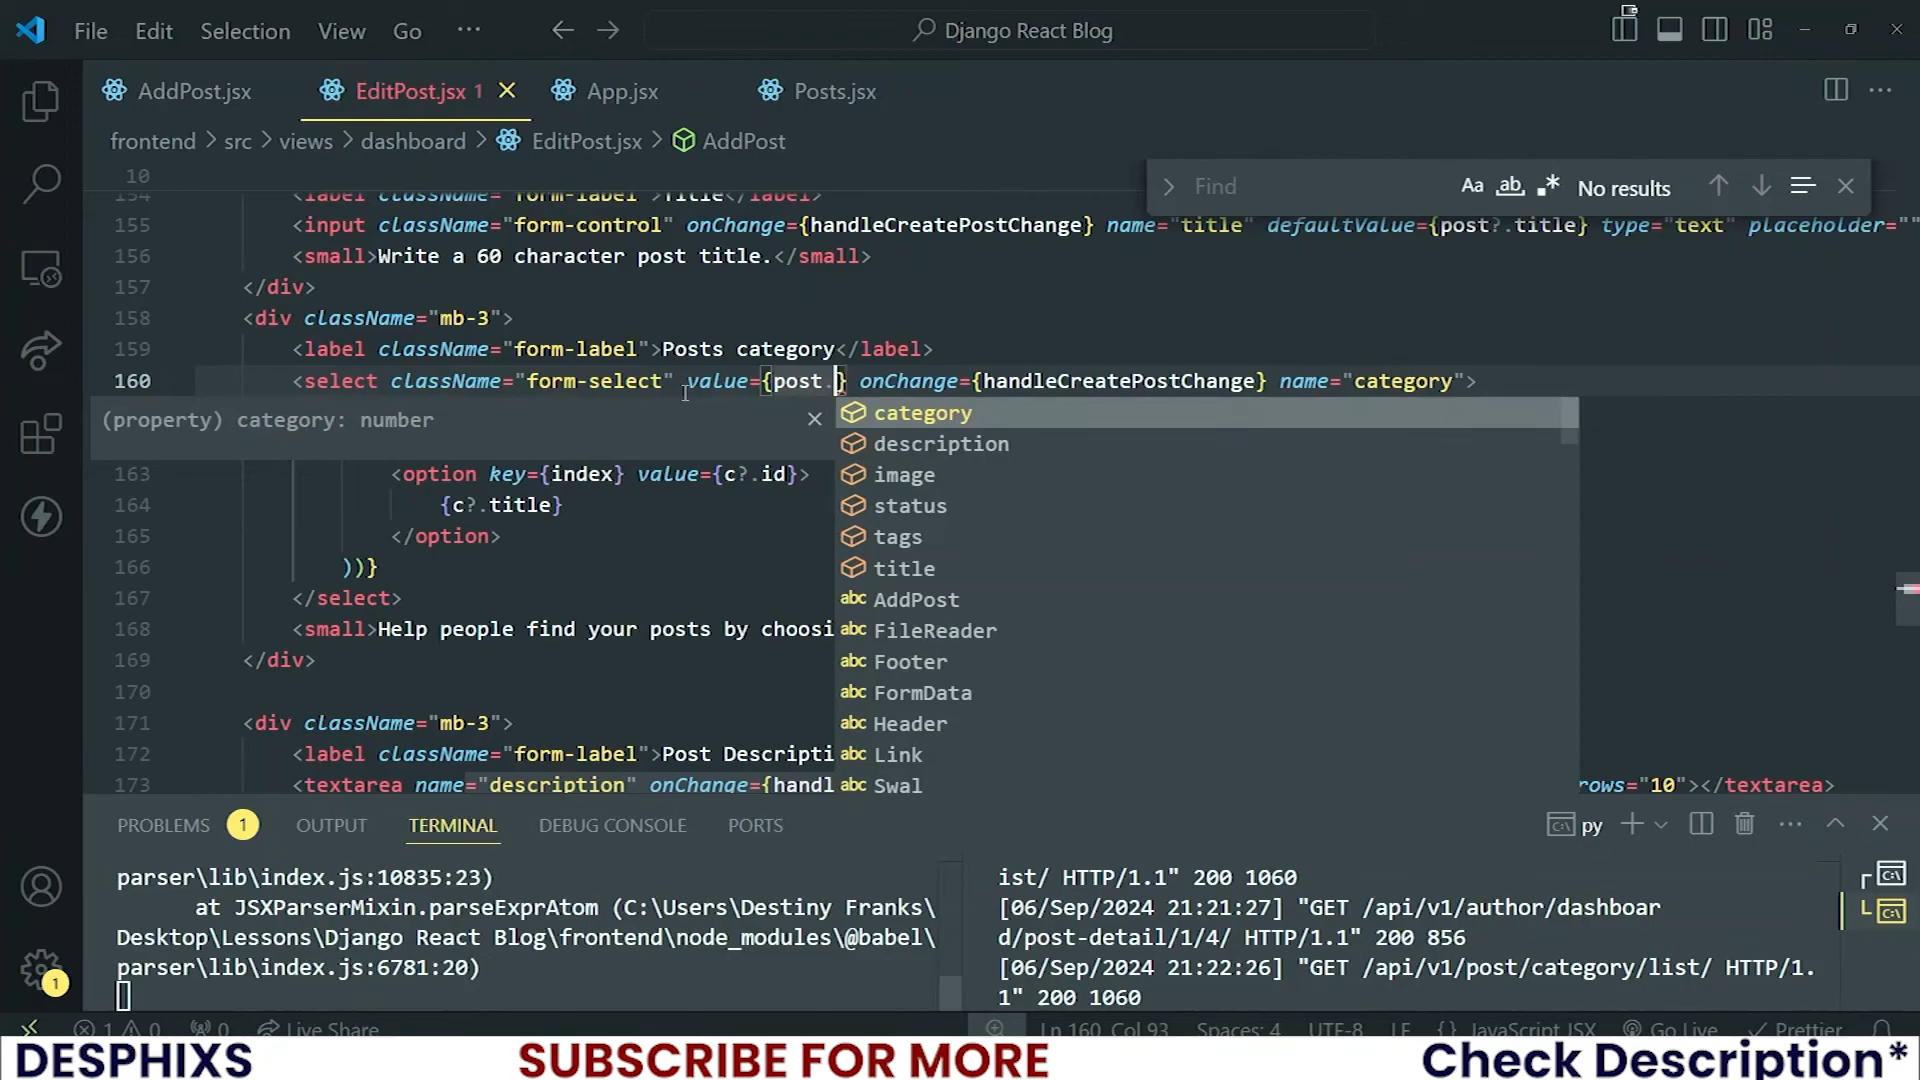 File Edit Selection View Go ··· Django React Blog
AddPost.jsx EditPost.jsx 1 App.jsx Posts.jsx
frontend > src > views > dashboard > EditPost.jsx > AddPost
Find Aa ab .* No results
10
154 <label className="form-label">Title</label>
155 <input className="form-control" onChange={handleCreatePostChange} name="title" defaultValue={post?.title} type="text" placeholder=""
156 <small>Write a 60 character post title.</small>
157 </div>
158 <div className="mb-3">
159 <label className="form-label">Posts category</label>
160 <select className="form-select" value={post.} onChange={handleCreatePostChange} name="category">
(property) category: number
category
description
image
status
tags
title
AddPost
FileReader
Footer
FormData
Header
Link
Swal
163 <option key={index} value={c?.id}>
164 {c?.title}
165 </option>
166 ))}
167 </select>
168 <small>Help people find your posts by choosi
169 </div>
170
171 <div className="mb-3">
172 <label className="form-label">Post Descripti
173 <textarea name="description" onChange={handl rows="10"></textarea>
PROBLEMS 1 OUTPUT TERMINAL DEBUG CONSOLE PORTS py
parser\lib\index.js:10835:23)
at JSXParserMixin.parseExprAtom (C:\Users\Destiny Franks\
Desktop\Lessons\Django React Blog\frontend\node_modules\@babel\
parser\lib\index.js:6781:20)
ist/ HTTP/1.1" 200 1060
[06/Sep/2024 21:21:27] "GET /api/v1/author/dashboar
d/post-detail/1/4/ HTTP/1.1" 200 856
[06/Sep/2024 21:22:26] "GET /api/v1/post/category/list/ HTTP/1.
1" 200 1060
1
1 0 0 Live Share Ln 160, Col 93 Spaces: 4 UTF-8 LF {} JavaScript JSX Go Live Prettier
DESPHIXS SUBSCRIBE FOR MORE Check Description*